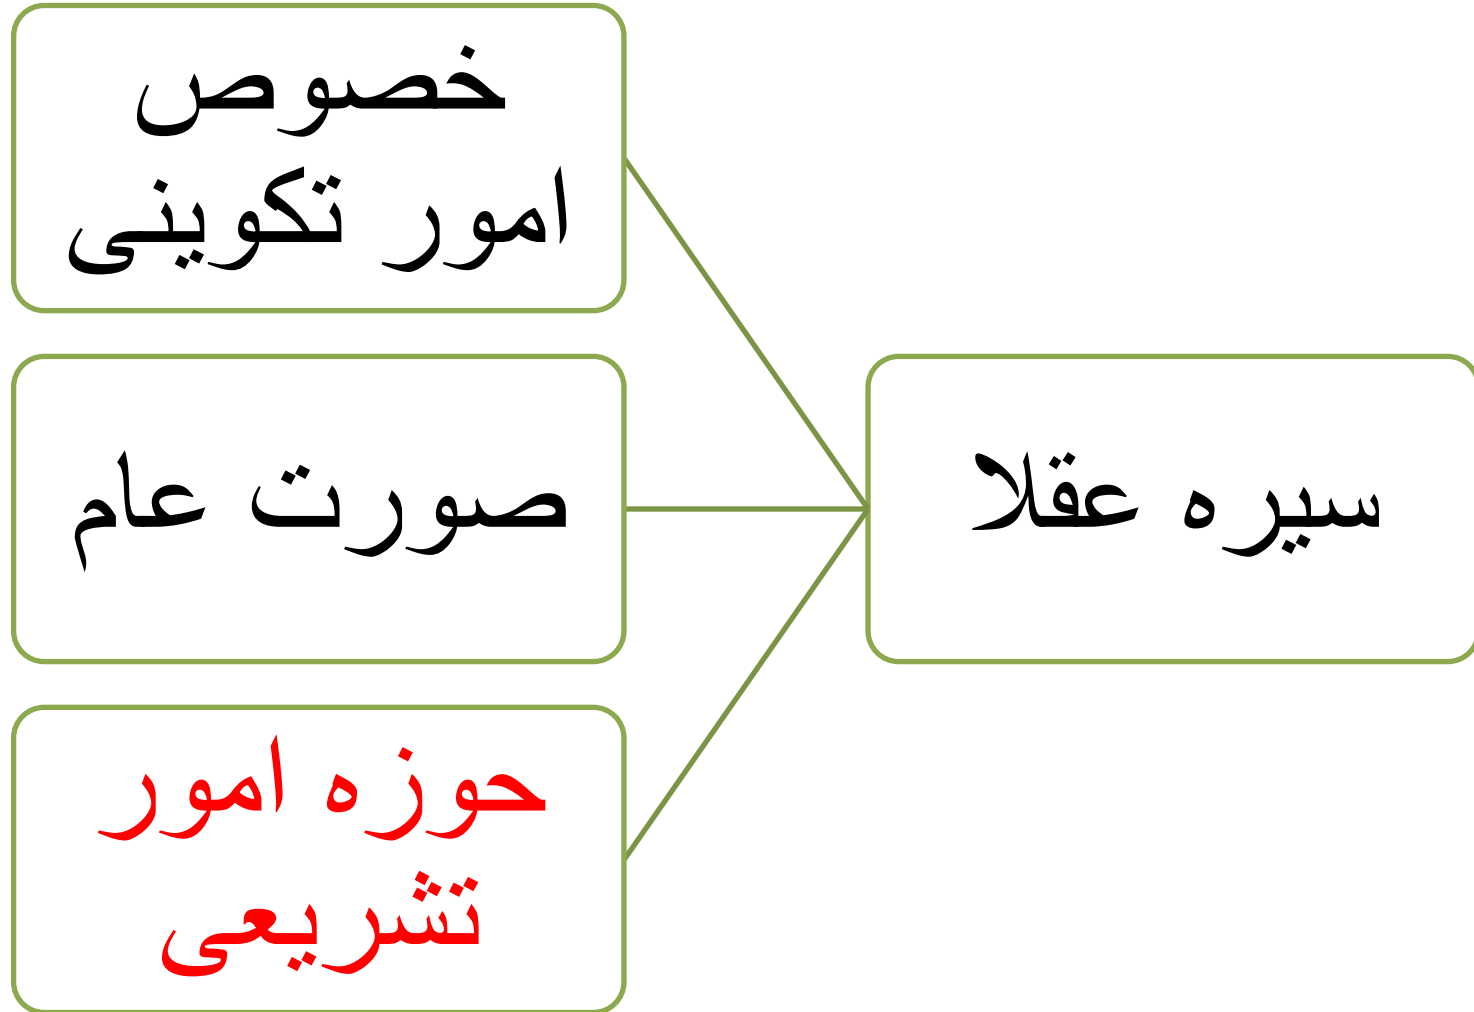 سیره عقلا
خصوص
امور تکوینی
صورت عام
حوزه امور
تشریعی